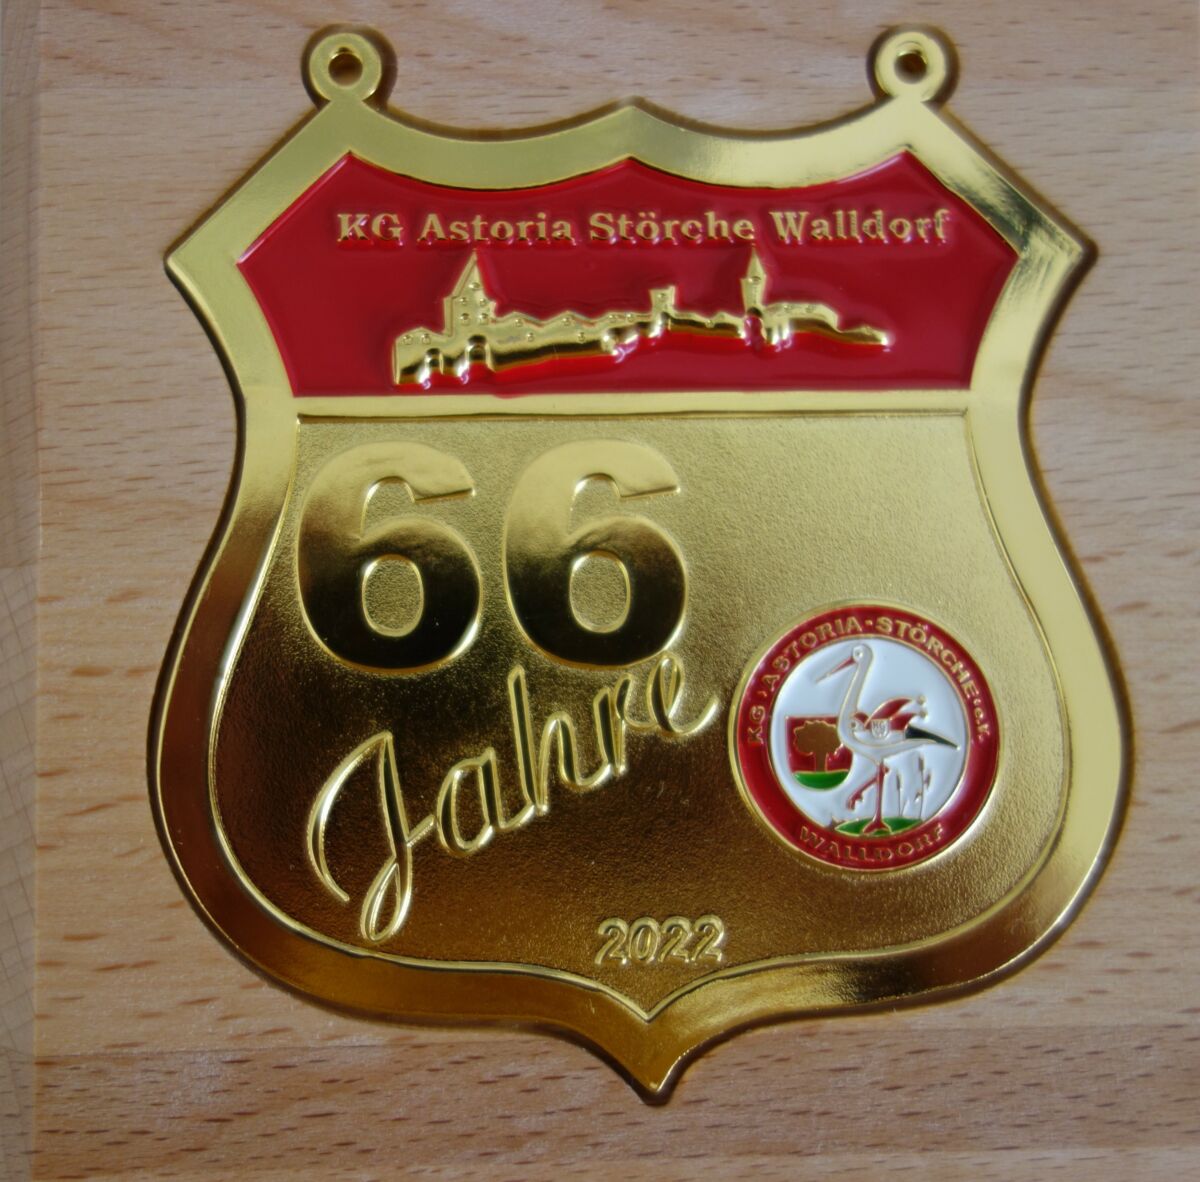 KG Astoria Störche Walldorf
66
Jahre
KG · ASTORIA · STÖRCHE e.V.
WALLDORF
2022